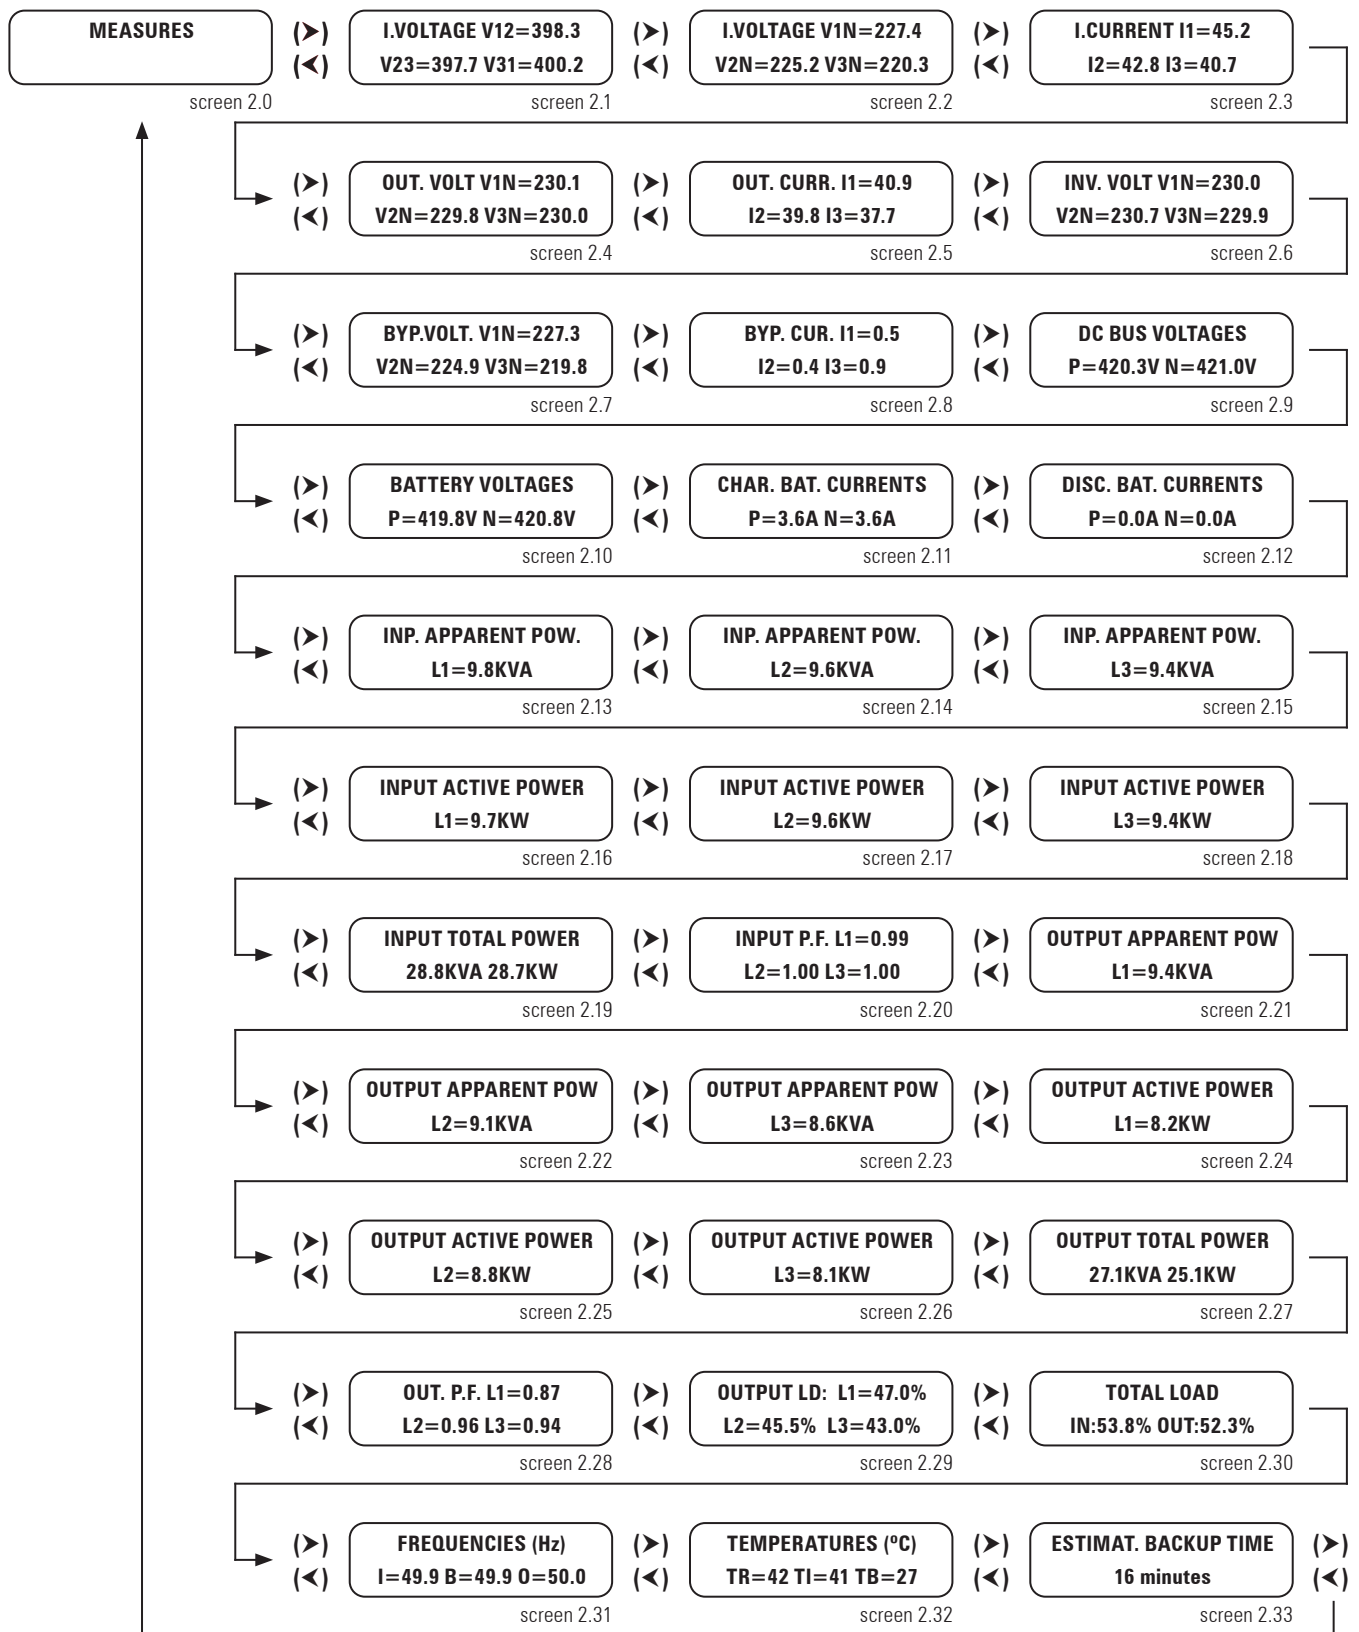 MEASURES
screen 2.0
(➤)
(⮜)
I.VOLTAGE V12=398.3
V23=397.7 V31=400.2
screen 2.1
(➤)
(⮜)
I.VOLTAGE V1N=227.4
V2N=225.2 V3N=220.3
screen 2.2
(➤)
(⮜)
I.CURRENT I1=45.2
I2=42.8 I3=40.7
screen 2.3
(➤)
(⮜)
OUT. VOLT V1N=230.1
V2N=229.8 V3N=230.0
screen 2.4
(➤)
(⮜)
OUT. CURR. I1=40.9
I2=39.8 I3=37.7
screen 2.5
(➤)
(⮜)
INV. VOLT V1N=230.0
V2N=230.7 V3N=229.9
screen 2.6
(➤)
(⮜)
BYP.VOLT. V1N=227.3
V2N=224.9 V3N=219.8
screen 2.7
(➤)
(⮜)
BYP. CUR. I1=0.5
I2=0.4 I3=0.9
screen 2.8
(➤)
(⮜)
DC BUS VOLTAGES
P=420.3V N=421.0V
screen 2.9
(➤)
(⮜)
BATTERY VOLTAGES
P=419.8V N=420.8V
screen 2.10
(➤)
(⮜)
CHAR. BAT. CURRENTS
P=3.6A N=3.6A
screen 2.11
(➤)
(⮜)
DISC. BAT. CURRENTS
P=0.0A N=0.0A
screen 2.12
(➤)
(⮜)
INP. APPARENT POW.
L1=9.8KVA
screen 2.13
(➤)
(⮜)
INP. APPARENT POW.
L2=9.6KVA
screen 2.14
(➤)
(⮜)
INP. APPARENT POW.
L3=9.4KVA
screen 2.15
(➤)
(⮜)
INPUT ACTIVE POWER
L1=9.7KW
screen 2.16
(➤)
(⮜)
INPUT ACTIVE POWER
L2=9.6KW
screen 2.17
(➤)
(⮜)
INPUT ACTIVE POWER
L3=9.4KW
screen 2.18
(➤)
(⮜)
INPUT TOTAL POWER
28.8KVA 28.7KW
screen 2.19
(➤)
(⮜)
INPUT P.F. L1=0.99
L2=1.00 L3=1.00
screen 2.20
(➤)
(⮜)
OUTPUT APPARENT POW
L1=9.4KVA
screen 2.21
(➤)
(⮜)
OUTPUT APPARENT POW
L2=9.1KVA
screen 2.22
(➤)
(⮜)
OUTPUT APPARENT POW
L3=8.6KVA
screen 2.23
(➤)
(⮜)
OUTPUT ACTIVE POWER
L1=8.2KW
screen 2.24
(➤)
(⮜)
OUTPUT ACTIVE POWER
L2=8.8KW
screen 2.25
(➤)
(⮜)
OUTPUT ACTIVE POWER
L3=8.1KW
screen 2.26
(➤)
(⮜)
OUTPUT TOTAL POWER
27.1KVA 25.1KW
screen 2.27
(➤)
(⮜)
OUT. P.F. L1=0.87
L2=0.96 L3=0.94
screen 2.28
(➤)
(⮜)
OUTPUT LD: L1=47.0%
L2=45.5% L3=43.0%
screen 2.29
(➤)
(⮜)
TOTAL LOAD
IN:53.8% OUT:52.3%
screen 2.30
(➤)
(⮜)
FREQUENCIES (Hz)
I=49.9 B=49.9 O=50.0
screen 2.31
(➤)
(⮜)
TEMPERATURES (ºC)
TR=42 TI=41 TB=27
screen 2.32
(➤)
(⮜)
ESTIMAT. BACKUP TIME
16 minutes
screen 2.33
(➤)
(⮜)